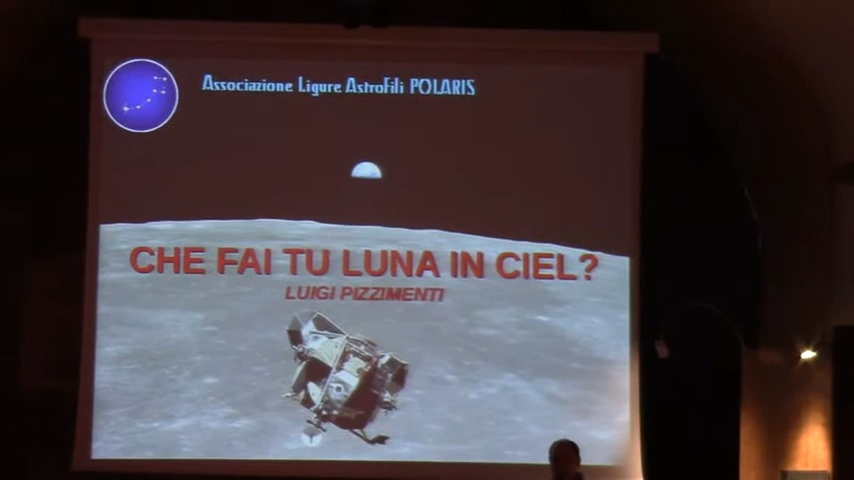 Associazione Ligure AstroFili POLARIS
CHE FAI TU LUNA IN CIEL?
LUIGI PIZZIMENTI